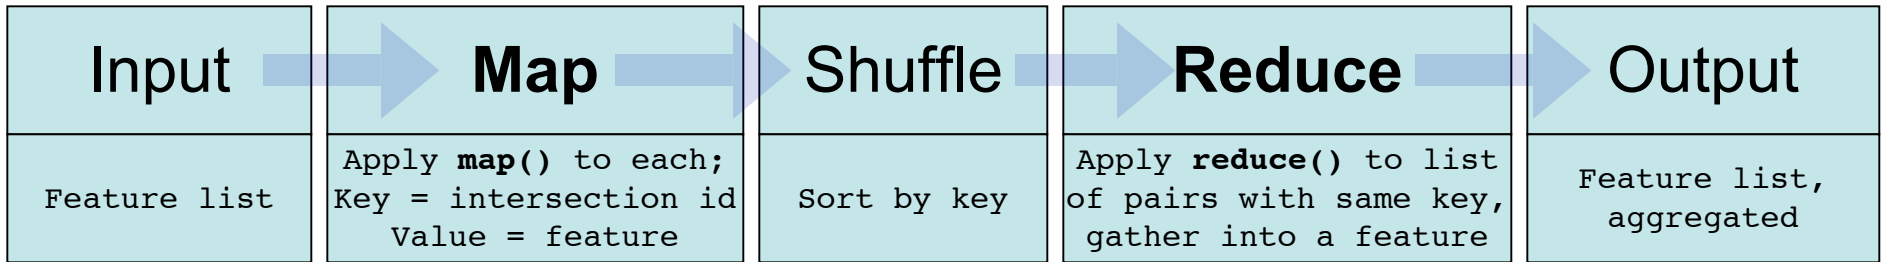 Input
Map
Shuffle
Reduce
Output
Feature list
Apply map() to each;
Key = intersection id
Value = feature
Sort by key
Apply reduce() to list
of pairs with same key,
gather into a feature
Feature list,
aggregated